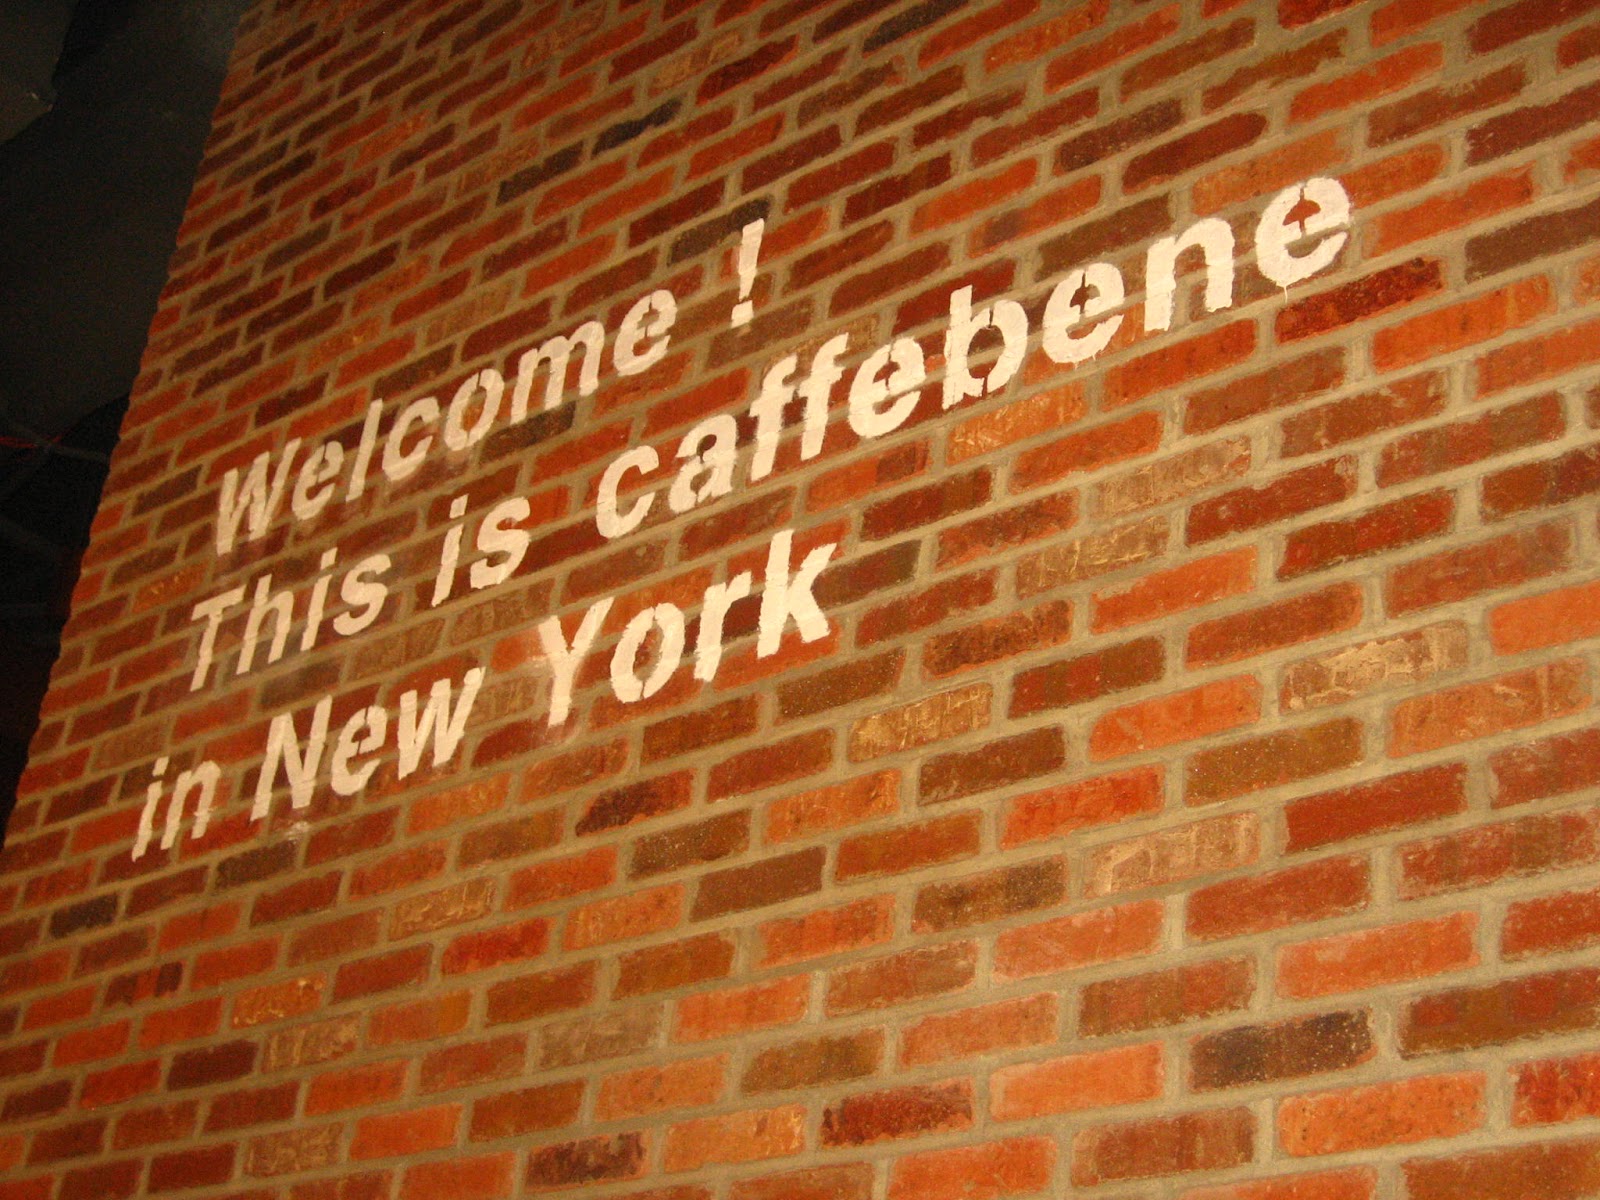 Welcome !
This is caffebene
in New York